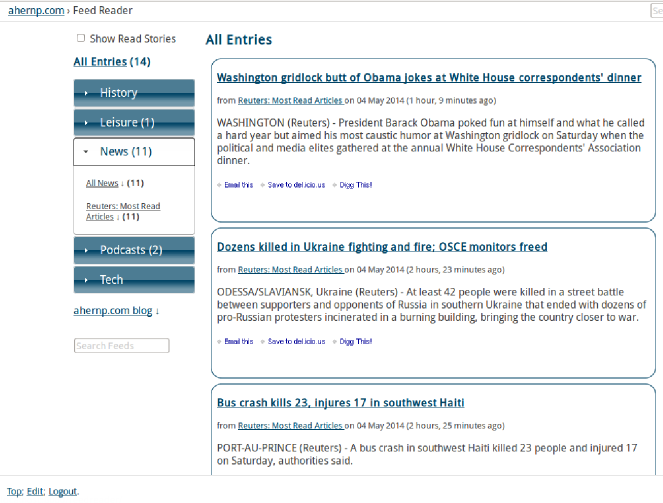 ahernp.com › Feed Reader
Se
Show Read Stories
All Entries (14)
History
Leisure (1)
News (11)
All News ↓ (11)
Reuters: Most Read
Articles ↓ (11)
Podcasts (2)
Tech
ahernp.com blog ↓
Search Feeds
All Entries
Washington gridlock butt of Obama jokes at White House correspondents' dinner
from Reuters: Most Read Articles on 04 May 2014 (1 hour, 9 minutes ago)
WASHINGTON (Reuters) - President Barack Obama poked fun at himself and what he called
a hard year but aimed his most caustic humor at Washington gridlock on Saturday when the
political and media elites gathered at the annual White House Correspondents' Association
dinner.
Email this Save to del.icio.us Digg This!
Dozens killed in Ukraine fighting and fire; OSCE monitors freed
from Reuters: Most Read Articles on 04 May 2014 (2 hours, 23 minutes ago)
ODESSA/SLAVIANSK, Ukraine (Reuters) - At least 42 people were killed in a street battle
between supporters and opponents of Russia in southern Ukraine that ended with dozens of
pro-Russian protesters incinerated in a burning building, bringing the country closer to war.
Email this Save to del.icio.us Digg This!
Bus crash kills 23, injures 17 in southwest Haiti
from Reuters: Most Read Articles on 04 May 2014 (2 hours, 25 minutes ago)
PORT-AU-PRINCE (Reuters) - A bus crash in southwest Haiti killed 23 people and injured 17
on Saturday, authorities said.
Top; Edit; Logout.